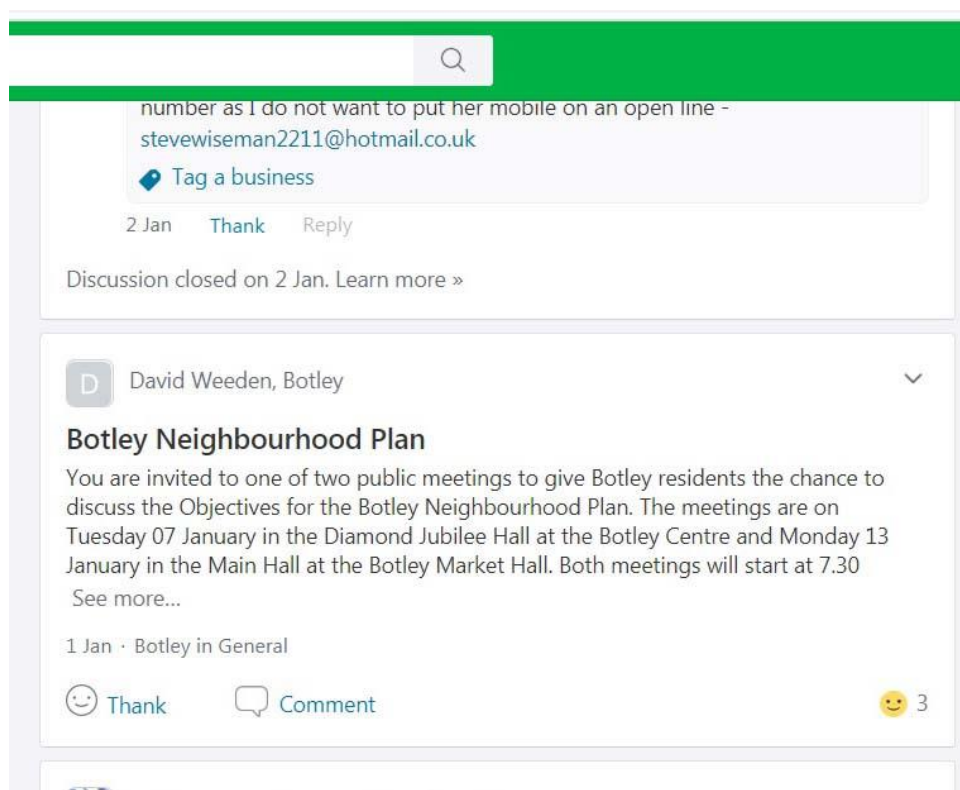 number as I do not want to put her mobile on an open line -
stevewiseman2211@hotmail.co.uk
Tag a business
2 Jan Thank Reply
Discussion closed on 2 Jan. Learn more »
D David Weeden, Botley
Botley Neighbourhood Plan
You are invited to one of two public meetings to give Botley residents the chance to
discuss the Objectives for the Botley Neighbourhood Plan. The meetings are on
Tuesday 07 January in the Diamond Jubilee Hall at the Botley Centre and Monday 13
January in the Main Hall at the Botley Market Hall. Both meetings will start at 7.30
See more...
1 Jan · Botley in General
Thank Comment 3